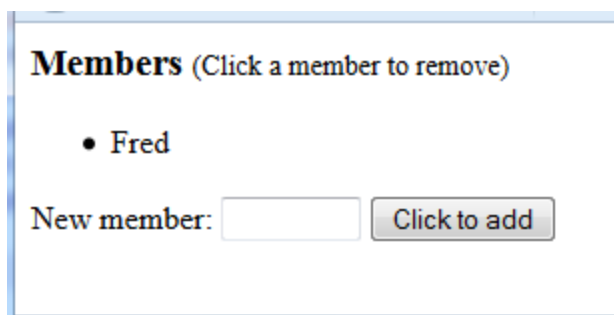 Members (Click a member to remove)
• Fred
New member: Click to add